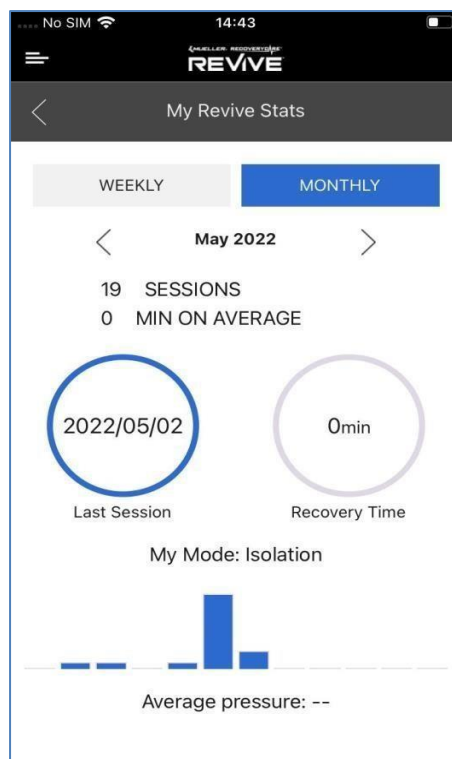 No SIM 14:43
MUELLER RECOVERYCARE
REVIVE
My Revive Stats
WEEKLY MONTHLY
May 2022
19 SESSIONS
0 MIN ON AVERAGE
2022/05/02 0min
Last Session Recovery Time
My Mode: Isolation
Average pressure: --